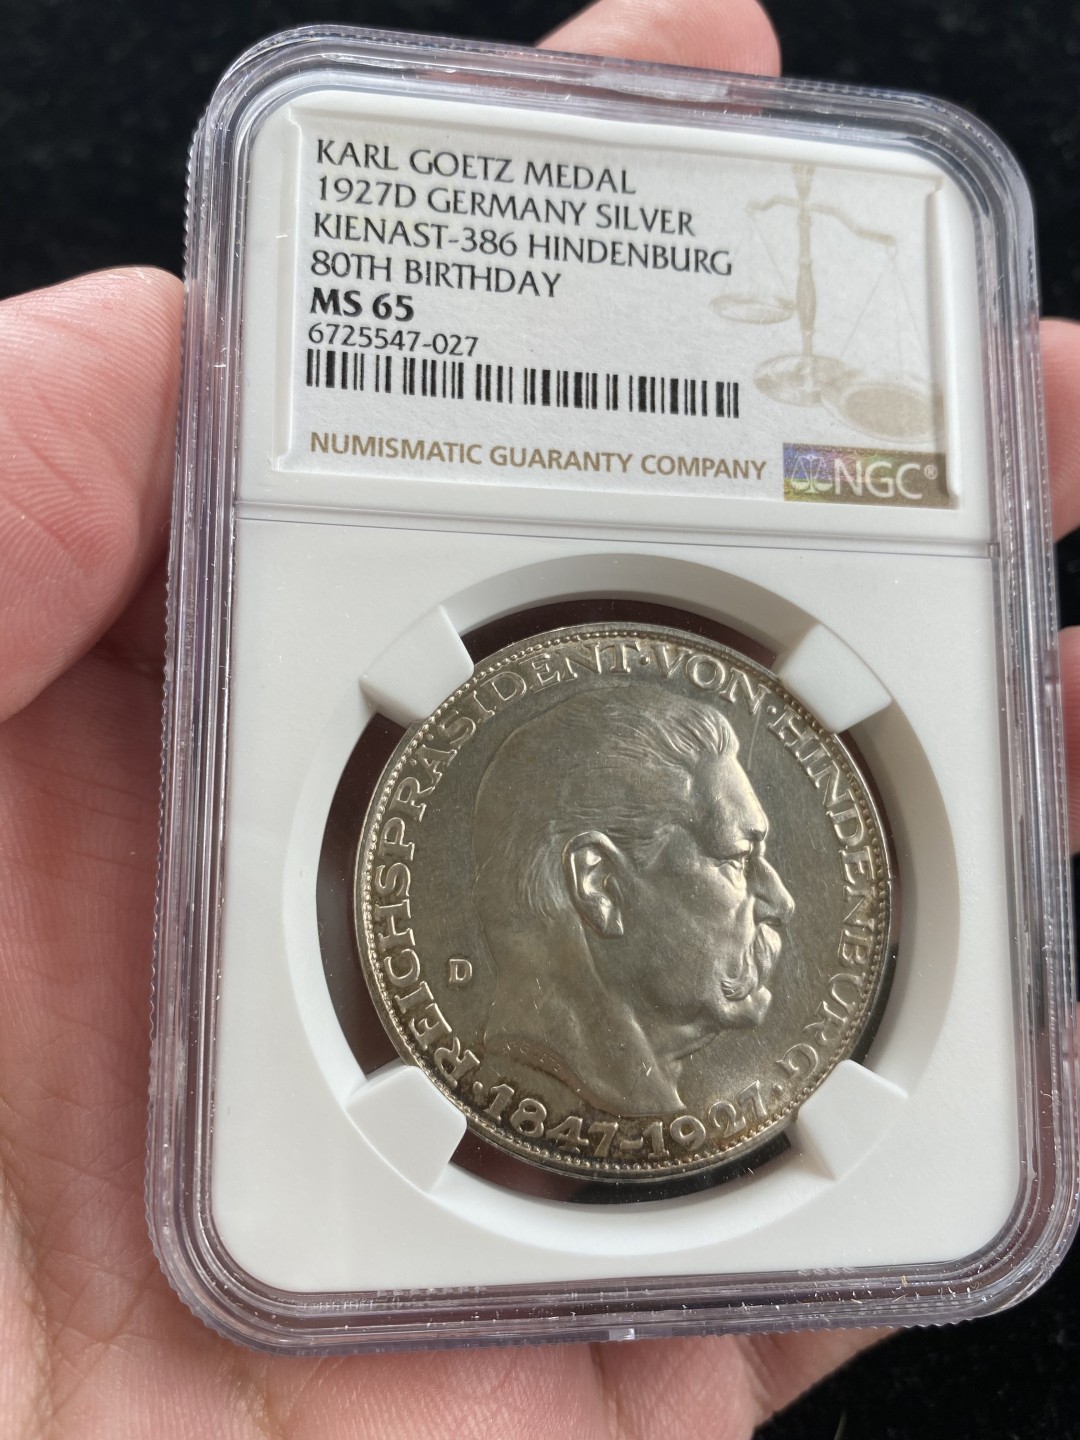 KARL GOETZ MEDAL
1927D GERMANY SILVER
KIENAST-386 HINDENBURG
80TH BIRTHDAY
MS 65
6725547-027
NUMISMATIC GUARANTY COMPANY
NGC®
REICHSPRÄSIDENT·VON·HINDENBURG
·1847-1927·
D